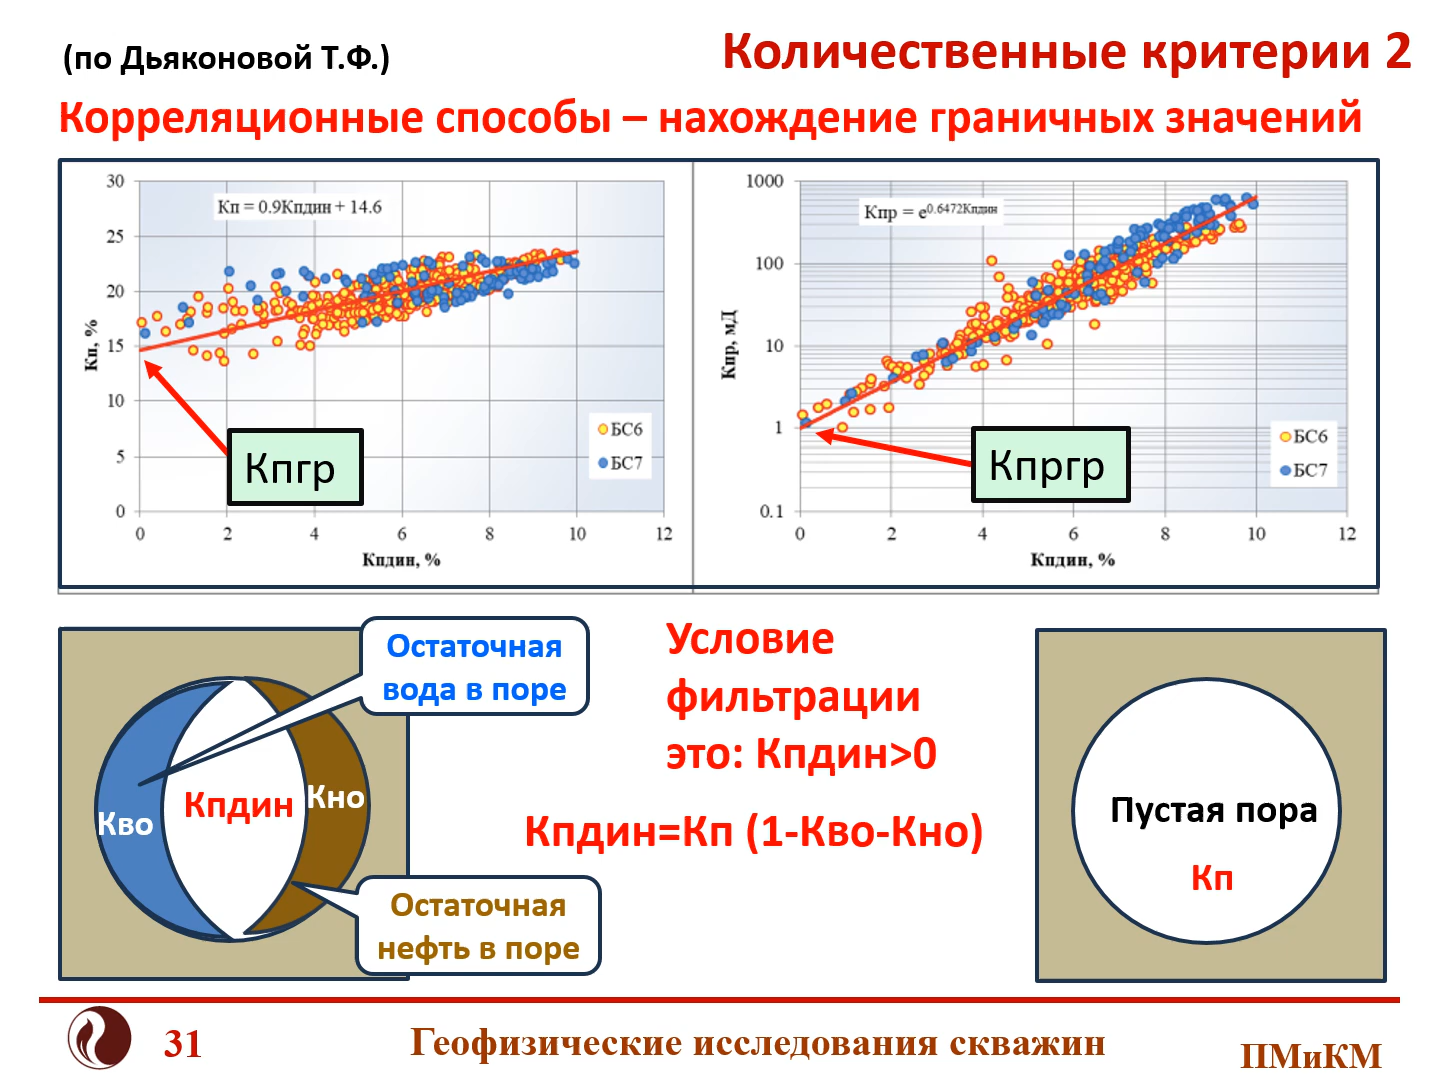 (по Дьяконовой Т.Ф.)
Количественные критерии 2
Корреляционные способы – нахождение граничных значений
30
25
20
15
10
5
0
0 2 4 6 8 10 12
Кп, %
Кпдин, %
Кп = 0.9Кпдин + 14.6
БС6
БС7
Кпгр
1000
100
10
1
0.1
0 2 4 6 8 10 12
Кпр, мД
Кпдин, %
Кпр = e^0.6472Кпдин
БС6
БС7
Кпргр
Остаточная
вода в поре
Кво
Кпдин
Кно
Остаточная
нефть в поре
Условие
фильтрации
это: Кпдин>0
Кпдин=Кп (1-Кво-Кно)
Пустая пора
Кп
31
Геофизические исследования скважин
ПМиКМ